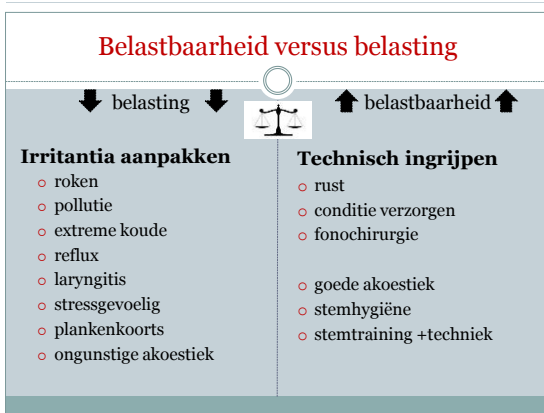 Belastbaarheid versus belasting
belasting
belastbaarheid
Irritantia aanpakken
roken
pollutie
extreme koude
reflux
laryngitis
stressgevoelig
plankenkoorts
ongunstige akoestiek
Technisch ingrijpen
rust
conditie verzorgen
fonochirurgie
goede akoestiek
stemhygiëne
stemtraining +techniek